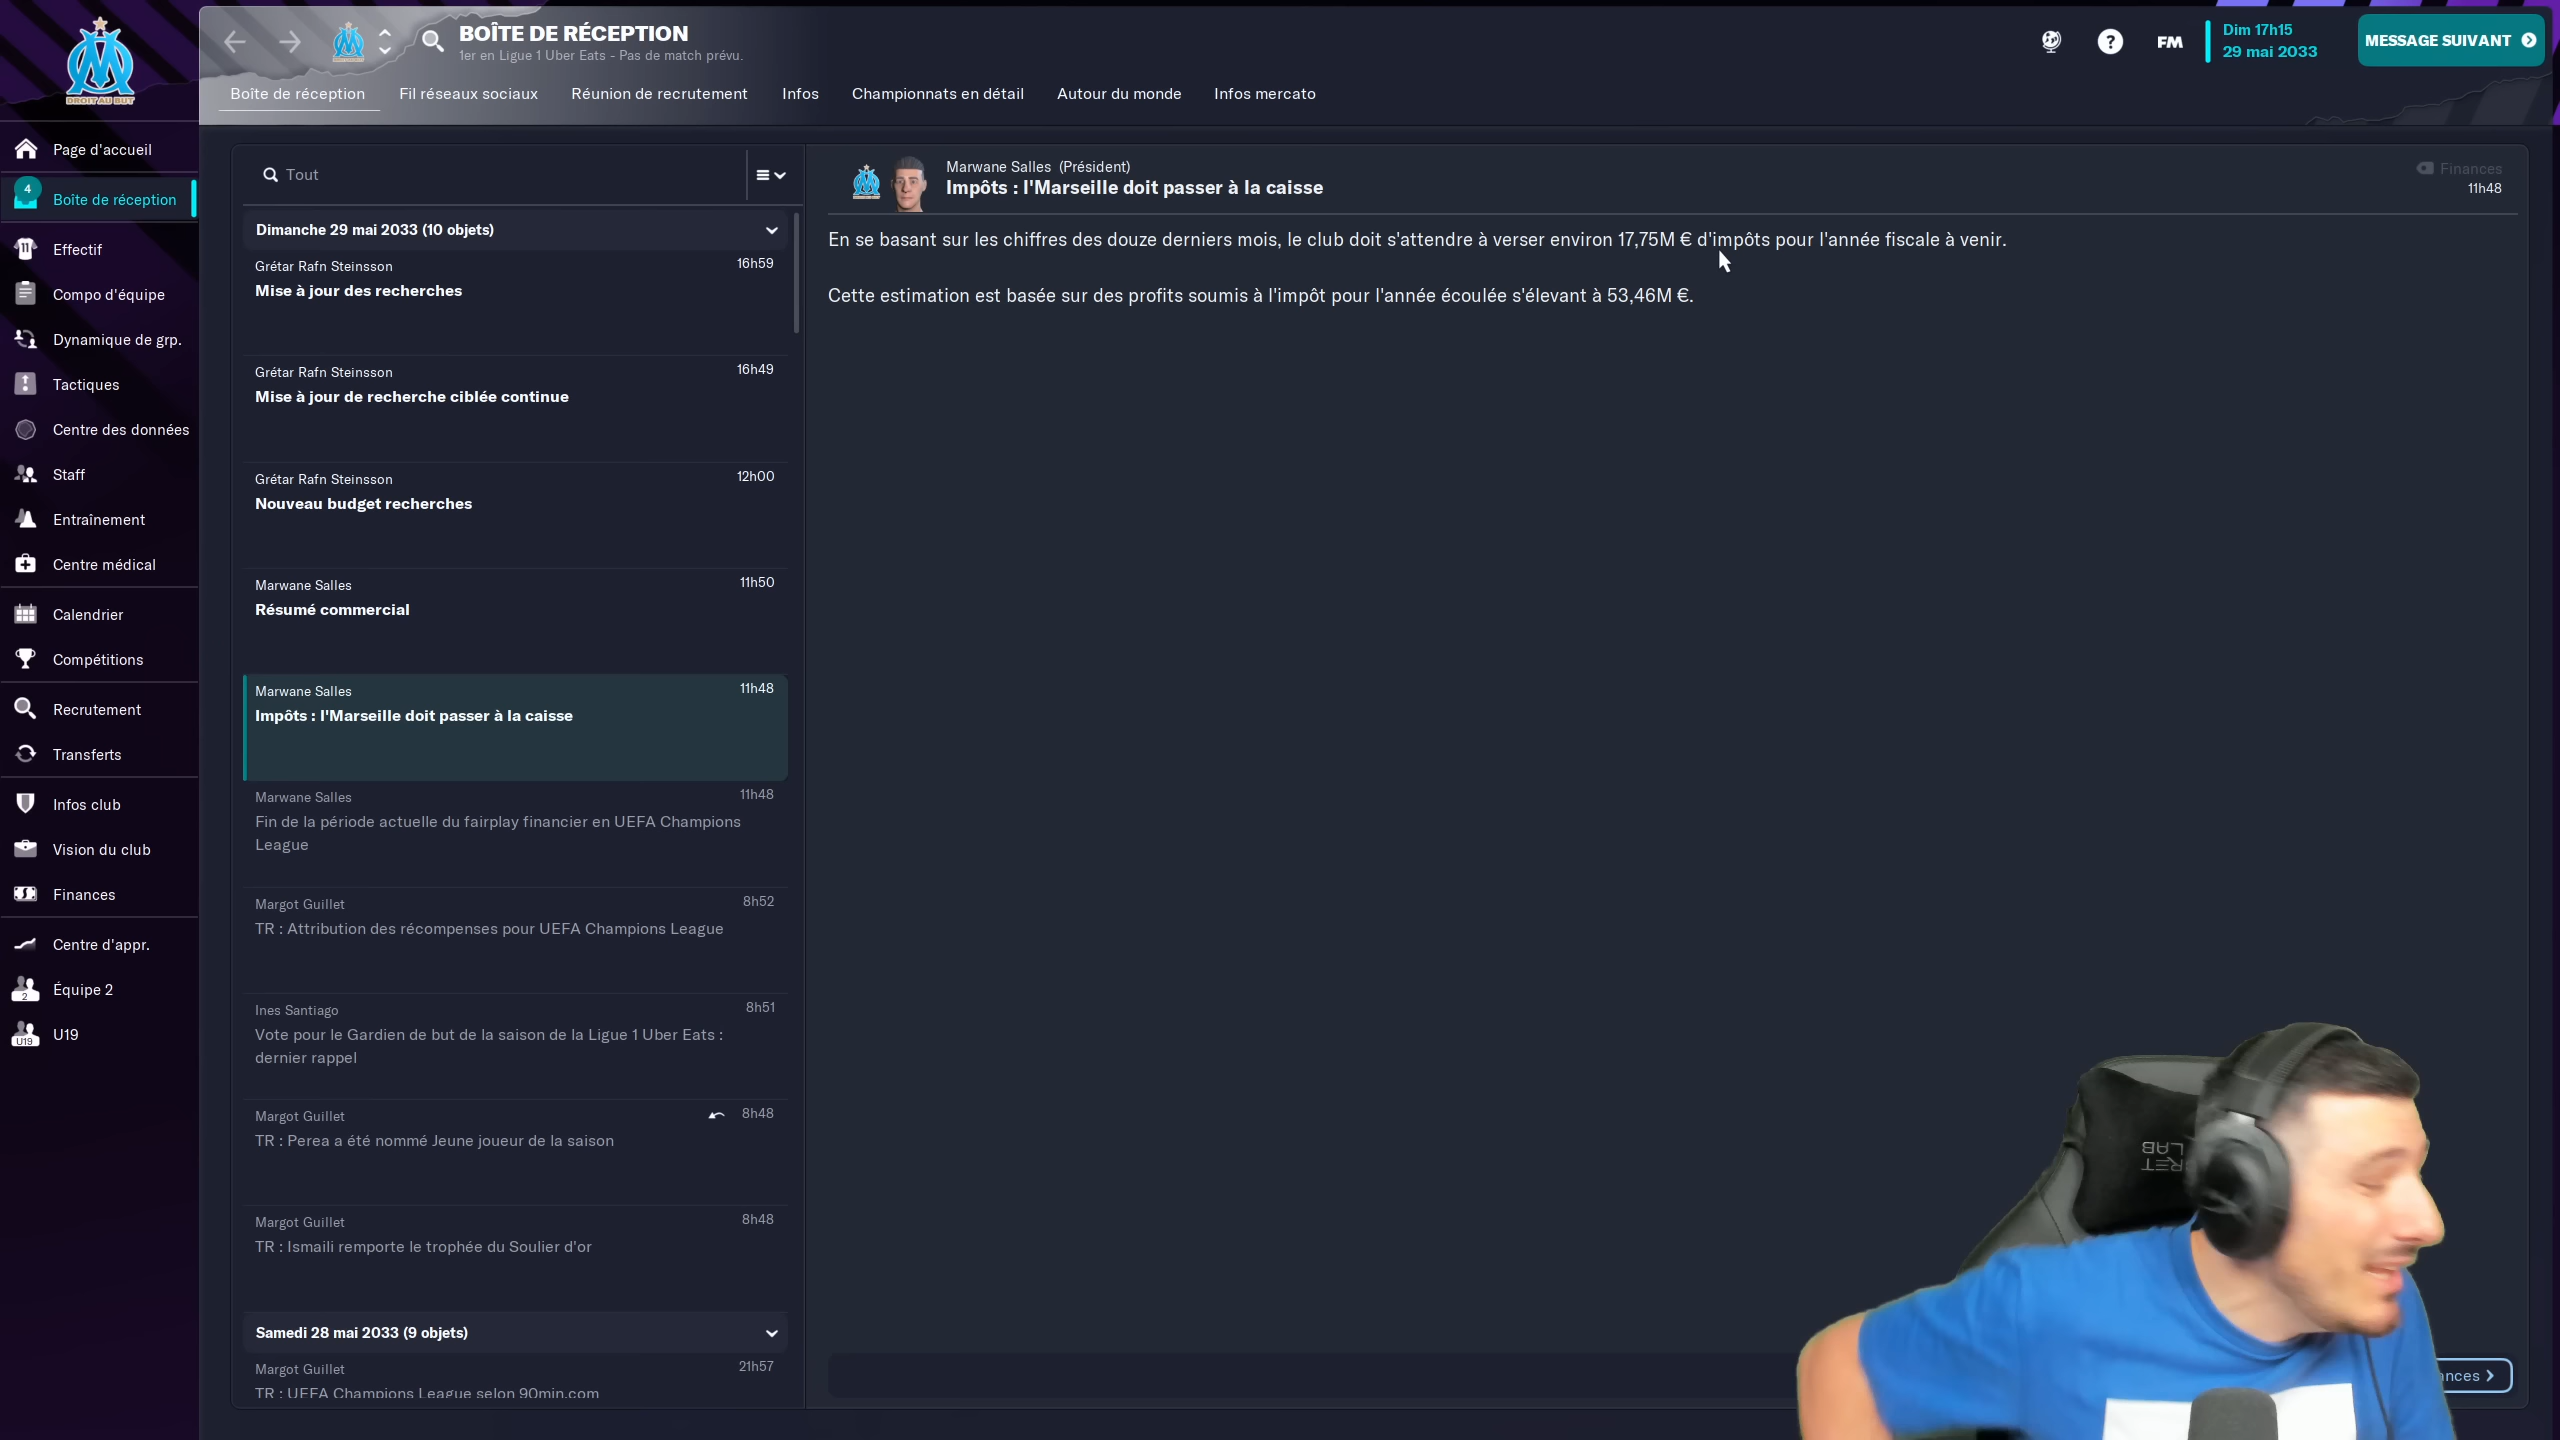 DROIT AU BUT
BOÎTE DE RÉCEPTION
1er en Ligue 1 Uber Eats - Pas de match prévu.
FM
Dim 17h15
29 mai 2033
MESSAGE SUIVANT
Boîte de réception
Fil réseaux sociaux
Réunion de recrutement
Infos
Championnats en détail
Autour du monde
Infos mercato
Page d'accueil
4
Boîte de réception
Effectif
Compo d'équipe
Dynamique de grp.
Tactiques
Centre des données
Staff
Entraînement
Centre médical
Calendrier
Compétitions
Recrutement
Transferts
Infos club
Vision du club
Finances
Centre d'appr.
2
Équipe 2
U19
U19
Tout
Dimanche 29 mai 2033 (10 objets)
Grétar Rafn Steinsson
16h59
Mise à jour des recherches
Grétar Rafn Steinsson
16h49
Mise à jour de recherche ciblée continue
Grétar Rafn Steinsson
12h00
Nouveau budget recherches
Marwane Salles
11h50
Résumé commercial
Marwane Salles
11h48
Impôts : l'Marseille doit passer à la caisse
Marwane Salles
11h48
Fin de la période actuelle du fairplay financier en UEFA Champions
League
Margot Guillet
8h52
TR : Attribution des récompenses pour UEFA Champions League
Ines Santiago
8h51
Vote pour le Gardien de but de la saison de la Ligue 1 Uber Eats :
dernier rappel
Margot Guillet
8h48
TR : Perea a été nommé Jeune joueur de la saison
Margot Guillet
8h48
TR : Ismaili remporte le trophée du Soulier d'or
Samedi 28 mai 2033 (9 objets)
Margot Guillet
21h57
TR : UEFA Champions League selon 90min.com
Marwane Salles (Président)
Impôts : l'Marseille doit passer à la caisse
Finances
11h48
En se basant sur les chiffres des douze derniers mois, le club doit s'attendre à verser environ 17,75M € d'impôts pour l'année fiscale à venir.
Cette estimation est basée sur des profits soumis à l'impôt pour l'année écoulée s'élevant à 53,46M €.